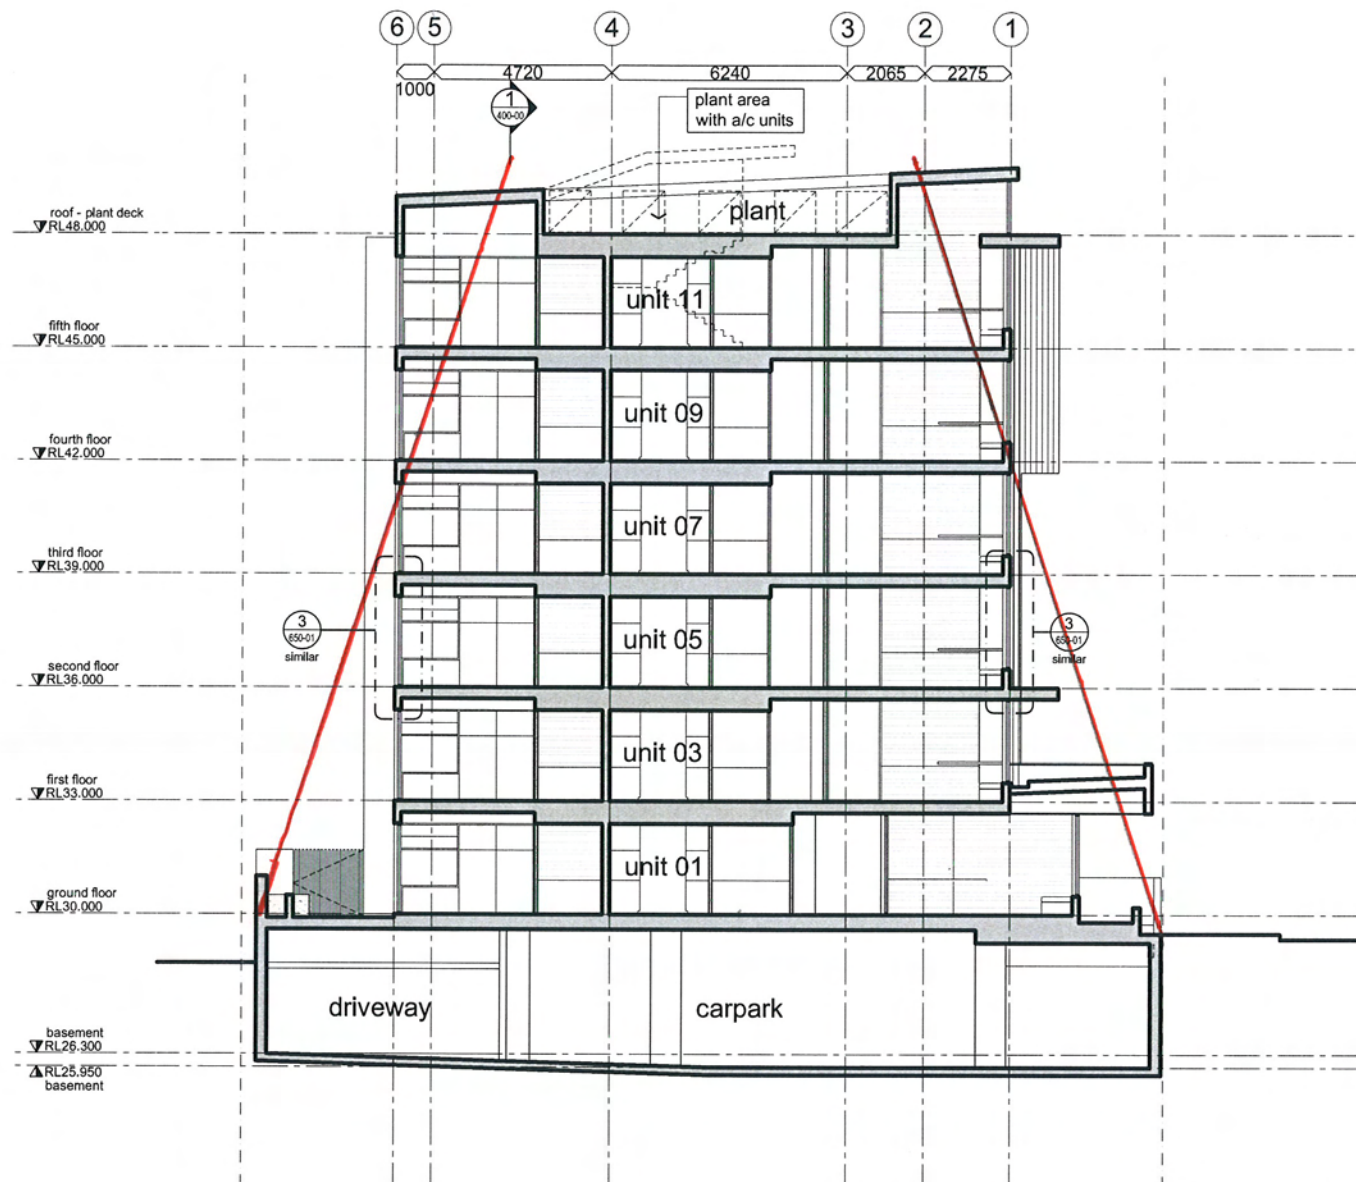 6 5 4 3 2 1
4720 6240 2065 2275
1000
1
400-00
plant area
with a/c units
roof - plant deck
RL48.000
plant
unit 11
fifth floor
RL45.000
unit 09
fourth floor
RL42.000
unit 07
third floor
RL39.000
3
650-01
similar
unit 05
3
650-01
similar
second floor
RL36.000
unit 03
first floor
RL33.000
unit 01
ground floor
RL30.000
driveway
carpark
basement
RL26.300
RL25.950
basement